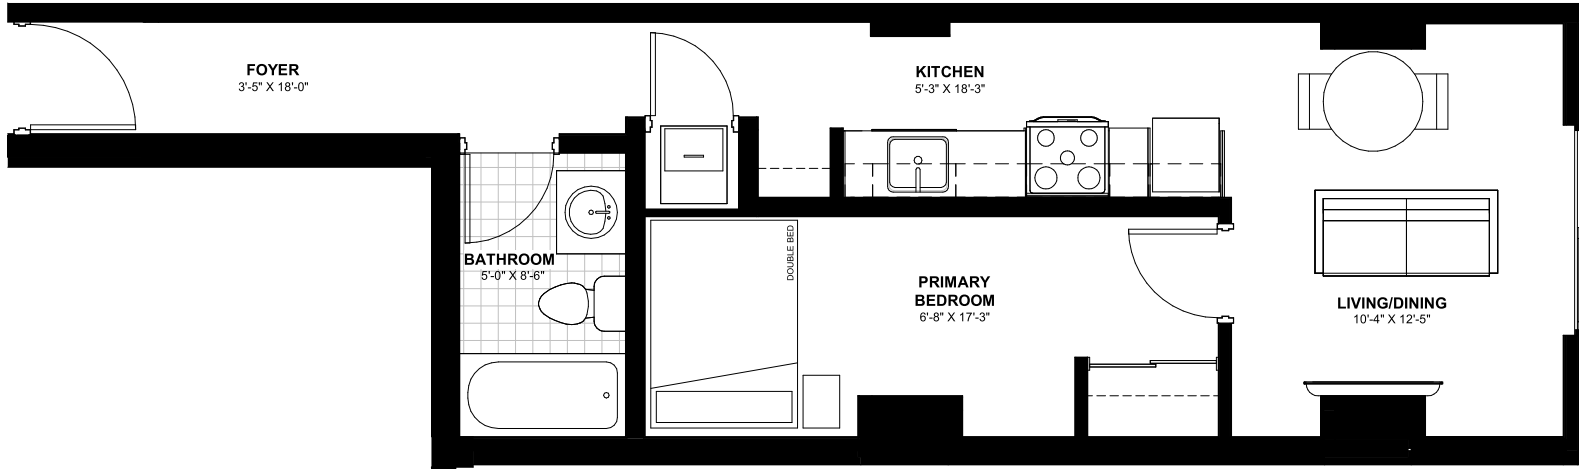 FOYER
3'-5" X 18'-0"
KITCHEN
5'-3" X 18'-3"
BATHROOM
5'-0" X 8'-6"
DOUBLE BED
PRIMARY
BEDROOM
6'-8" X 17'-3"
LIVING/DINING
10'-4" X 12'-5"